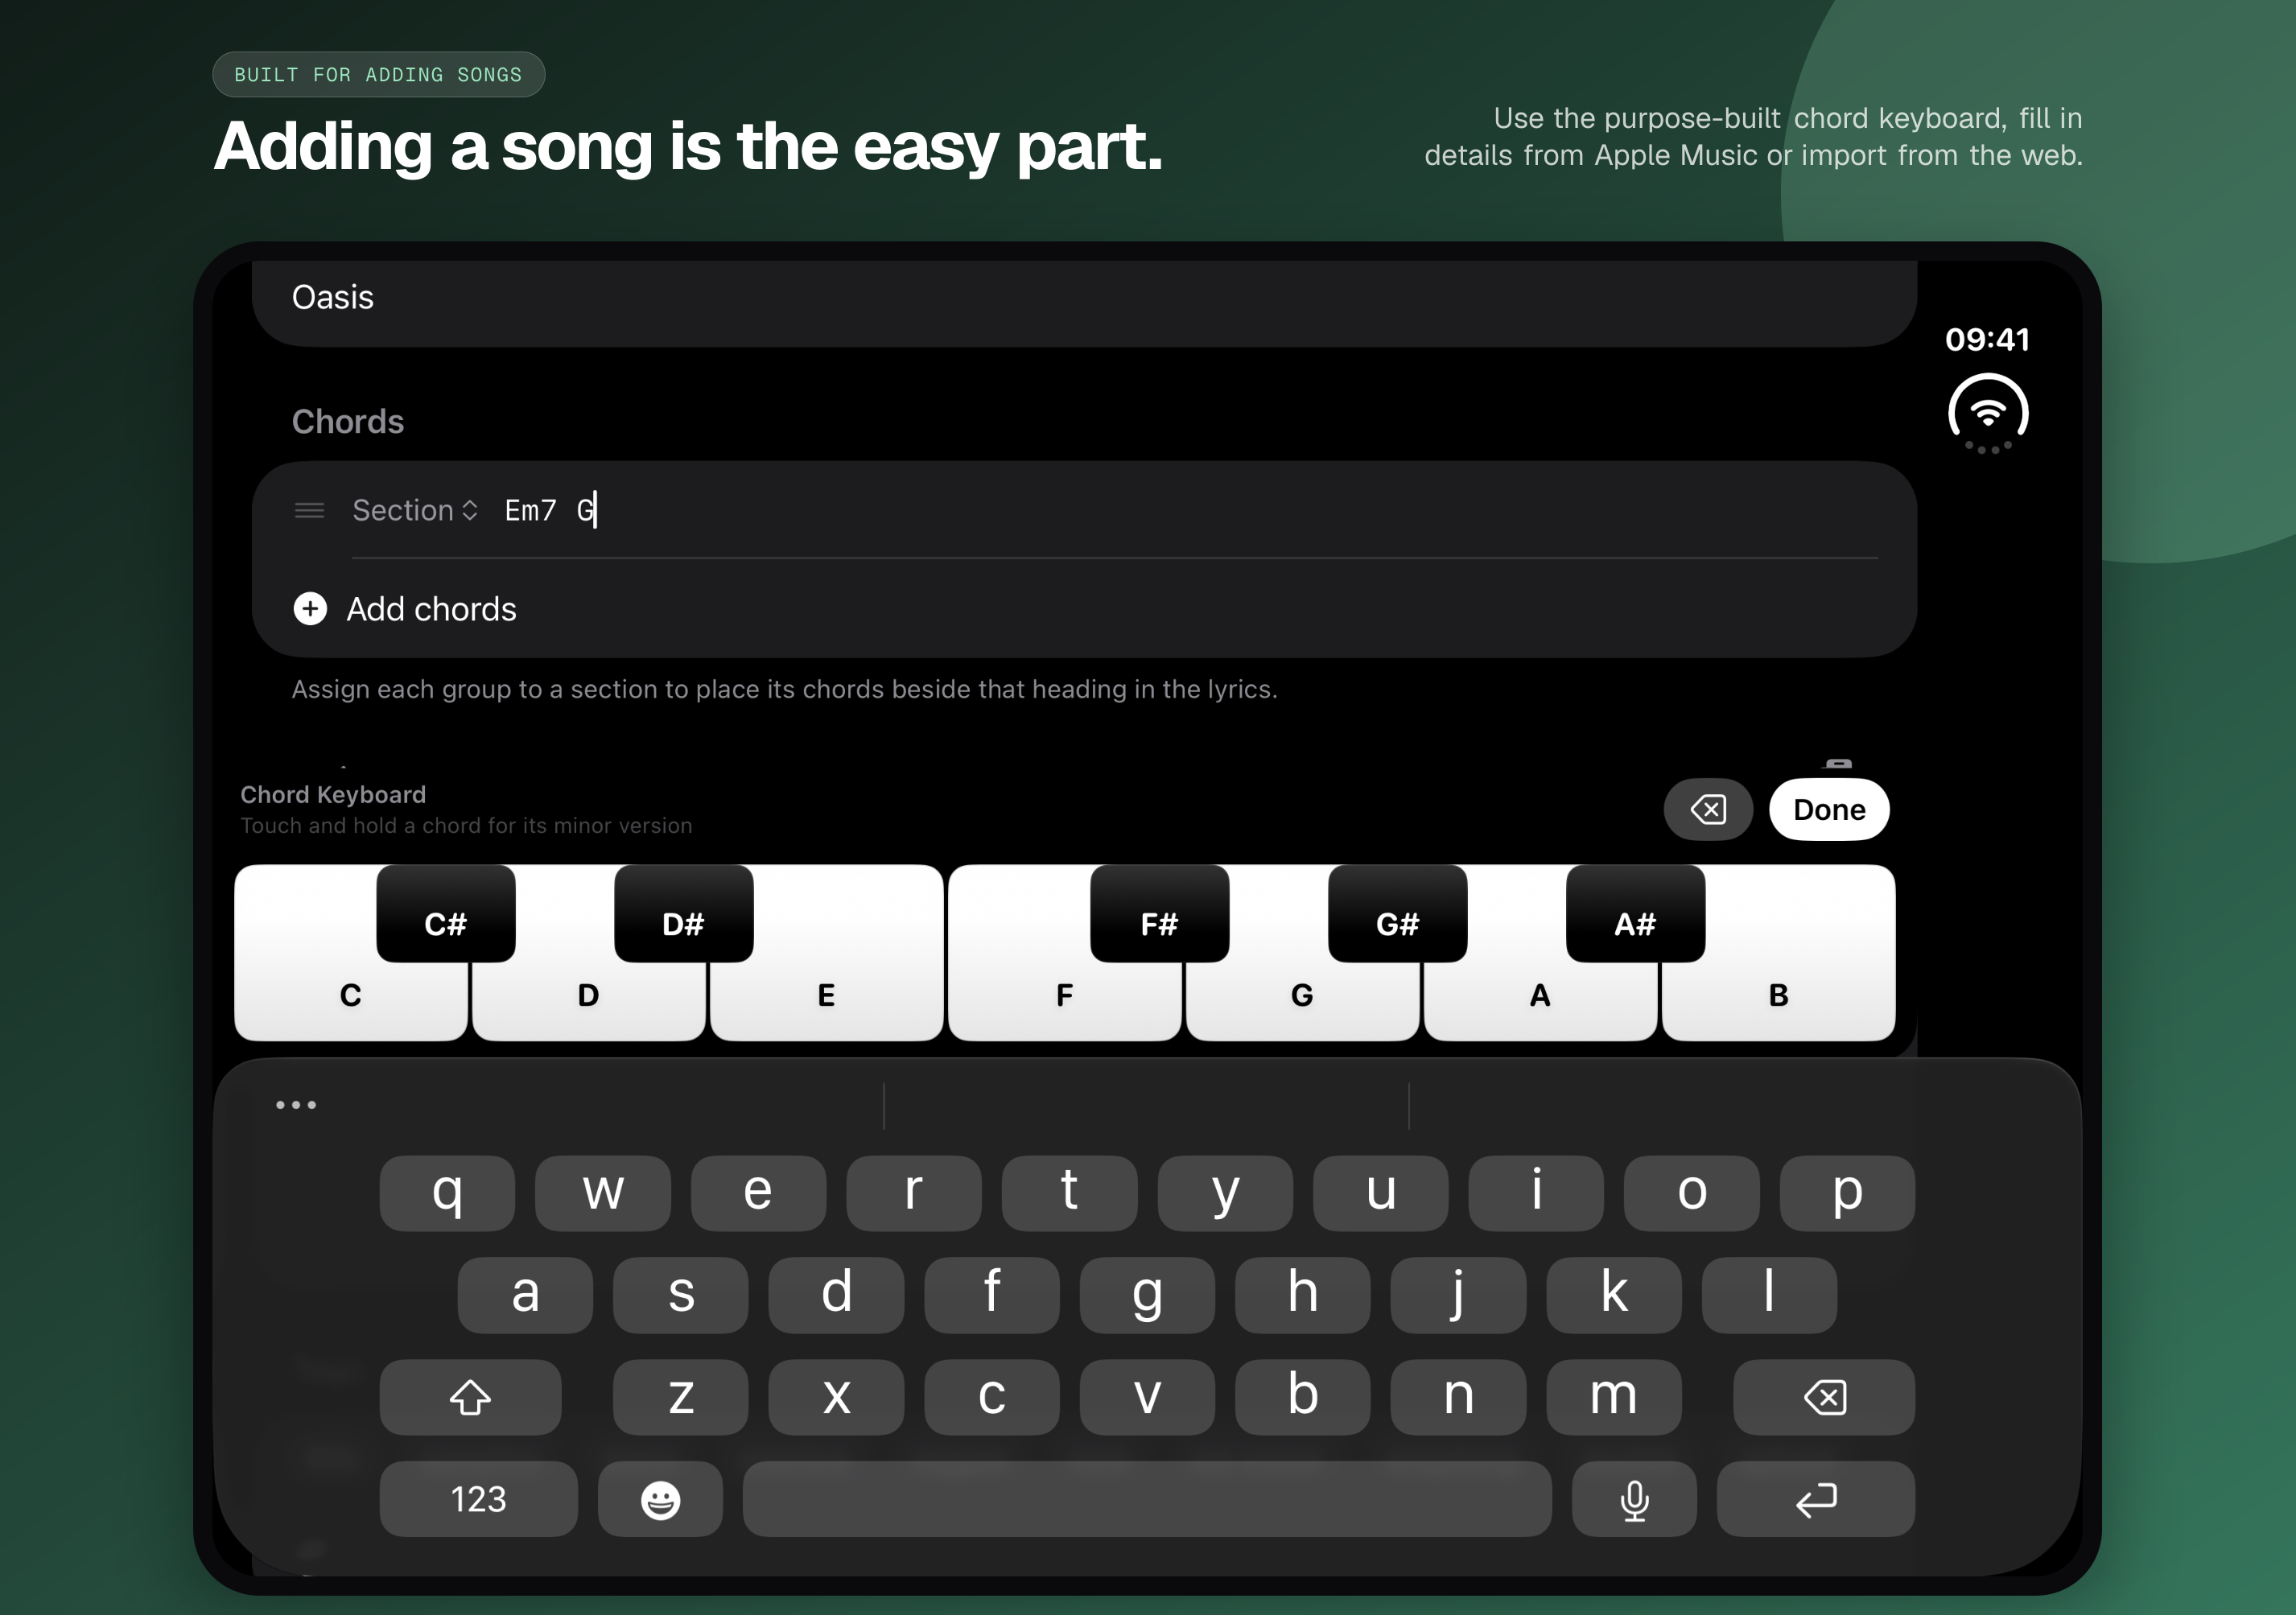 BUILT FOR ADDING SONGS
Adding a song is the easy part.
Use the purpose-built chord keyboard, fill in
details from Apple Music or import from the web.
Oasis
09:41
Chords
Section Em7 G
Add chords
Assign each group to a section to place its chords beside that heading in the lyrics.
Chord Keyboard
Touch and hold a chord for its minor version
Done
C# D# F# G# A#
C D E F G A B
q w e r t y u i o p
a s d f g h j k l
z x c v b n m
123